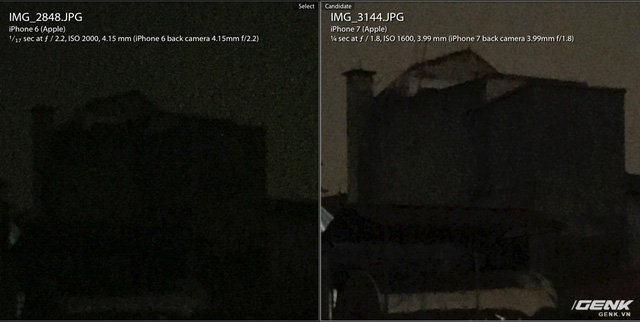 Select
IMG_2848.JPG
iPhone 6 (Apple)
¹⁄₁₇ sec at ƒ / 2.2, ISO 2000, 4.15 mm (iPhone 6 back camera 4.15mm f/2.2)
Candidate
IMG_3144.JPG
iPhone 7 (Apple)
¼ sec at ƒ / 1.8, ISO 1600, 3.99 mm (iPhone 7 back camera 3.99mm f/1.8)
GENK
GENK.VN